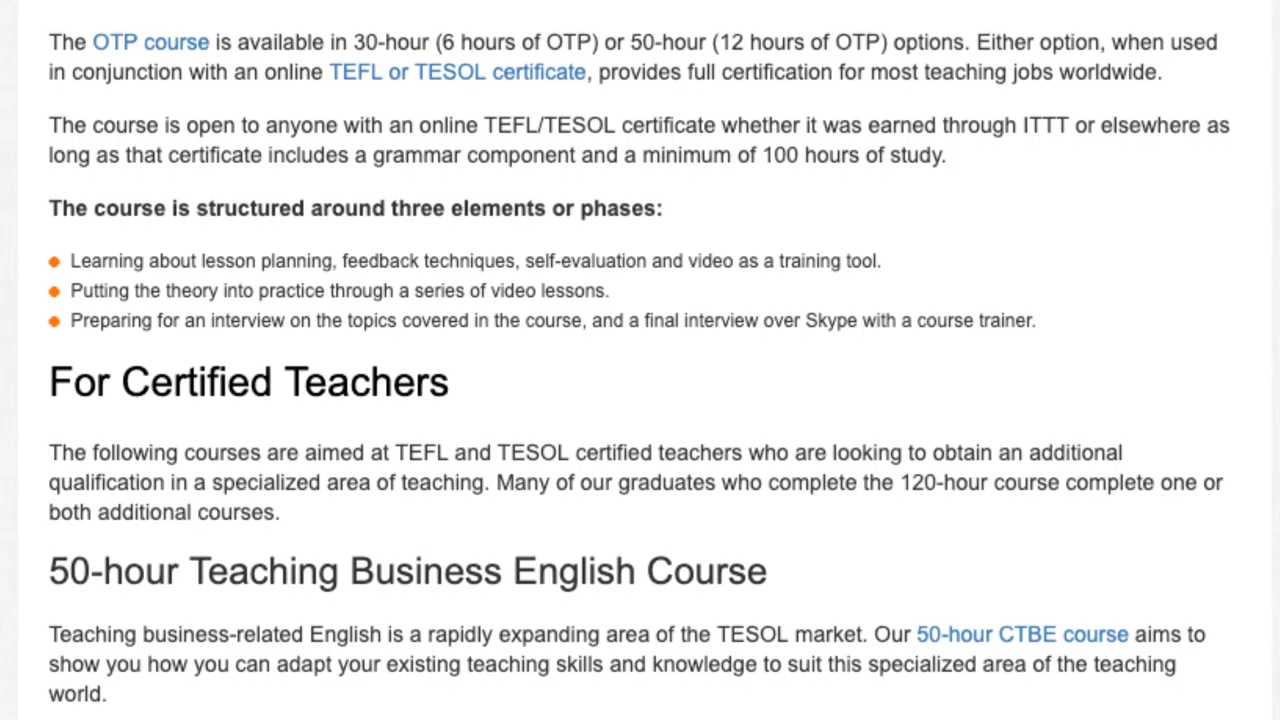 The OTP course is available in 30-hour (6 hours of OTP) or 50-hour (12 hours of OTP) options. Either option, when used
in conjunction with an online TEFL or TESOL certificate, provides full certification for most teaching jobs worldwide.
The course is open to anyone with an online TEFL/TESOL certificate whether it was earned through ITTT or elsewhere as
long as that certificate includes a grammar component and a minimum of 100 hours of study.
The course is structured around three elements or phases:
Learning about lesson planning, feedback techniques, self-evaluation and video as a training tool.
Putting the theory into practice through a series of video lessons.
Preparing for an interview on the topics covered in the course, and a final interview over Skype with a course trainer.
For Certified Teachers
The following courses are aimed at TEFL and TESOL certified teachers who are looking to obtain an additional
qualification in a specialized area of teaching. Many of our graduates who complete the 120-hour course complete one or
both additional courses.
50-hour Teaching Business English Course
Teaching business-related English is a rapidly expanding area of the TESOL market. Our 50-hour CTBE course aims to
show you how you can adapt your existing teaching skills and knowledge to suit this specialized area of the teaching
world.